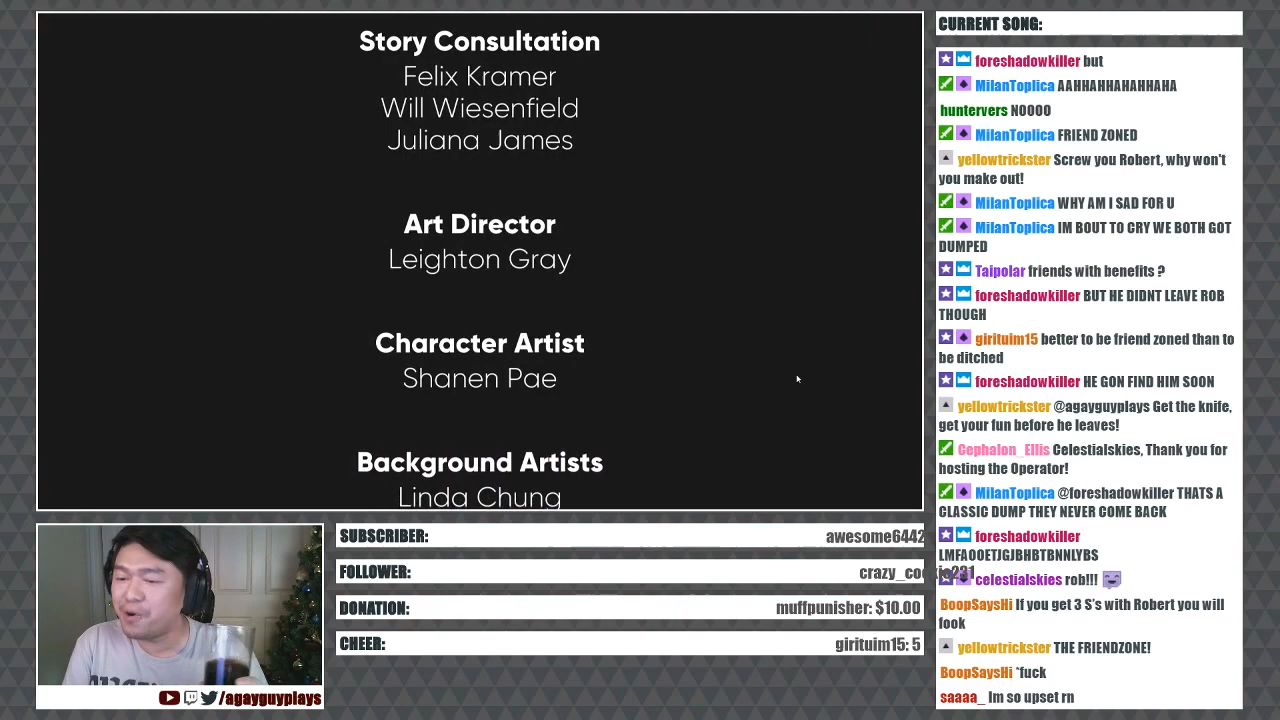 Story Consultation
Felix Kramer
Will Wiesenfield
Juliana James
Art Director
Leighton Gray
Character Artist
Shanen Pae
Background Artists
Linda Chung
SUBSCRIBER: awesome6442
FOLLOWER:
DONATION: muffpunisher: $10.00
CHEER: girituim15: 5
/agayguyplays
CURRENT SONG:
foreshadowkiller but
MilanToplica AAHHAHHAHAHHAHA
huntervers NOOOO
MilanToplica FRIEND ZONED
yellowtrickster Screw you Robert, why won't
you make out!
MilanToplica WHY AM I SAD FOR U
MilanToplica IM BOUT TO CRY WE BOTH GOT
DUMPED
Taipolar friends with benefits ?
foreshadowkiller BUT HE DIDNT LEAVE ROB
THOUGH
girituim15 better to be friend zoned than to
be ditched
foreshadowkiller HE GON FIND HIM SOON
yellowtrickster @agayguyplays Get the knife,
get your fun before he leaves!
Cephalon_Ellis Celestialskies, Thank you for
hosting the Operator!
MilanToplica @foreshadowkiller THATS A
CLASSIC DUMP THEY NEVER COME BACK
foreshadowkiller
LMFAOOETJGJBHBTBNNLYBS
celestialskies rob!!!
BoopSaysHi If you get 3 S's with Robert you will
fook
yellowtrickster THE FRIENDZONE!
BoopSaysHi *fuck
saaaa_ Im so upset rn